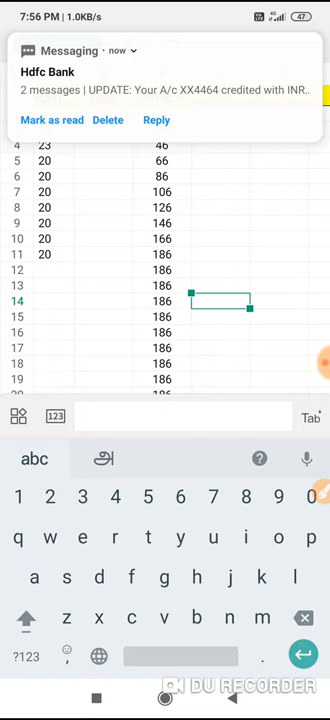 7:56 PM | 1.0KB/s
4G
47
Messaging • now
Hdfc Bank
2 messages | UPDATE: Your A/c XX4464 credited with INR..
Mark as read Delete Reply
4 23 46
5 20 66
6 20 86
7 20 106
8 20 126
9 20 146
10 20 166
11 20 186
12 186
13 186
14 186
15 186
16 186
17 186
18 186
19 186
123 Tab+
abc அ ?
1 2 3 4 5 6 7 8 9 0
q w e r t y u i o p
a s d f g h j k l
z x c v b n m
?123 , .
DU RECORDER